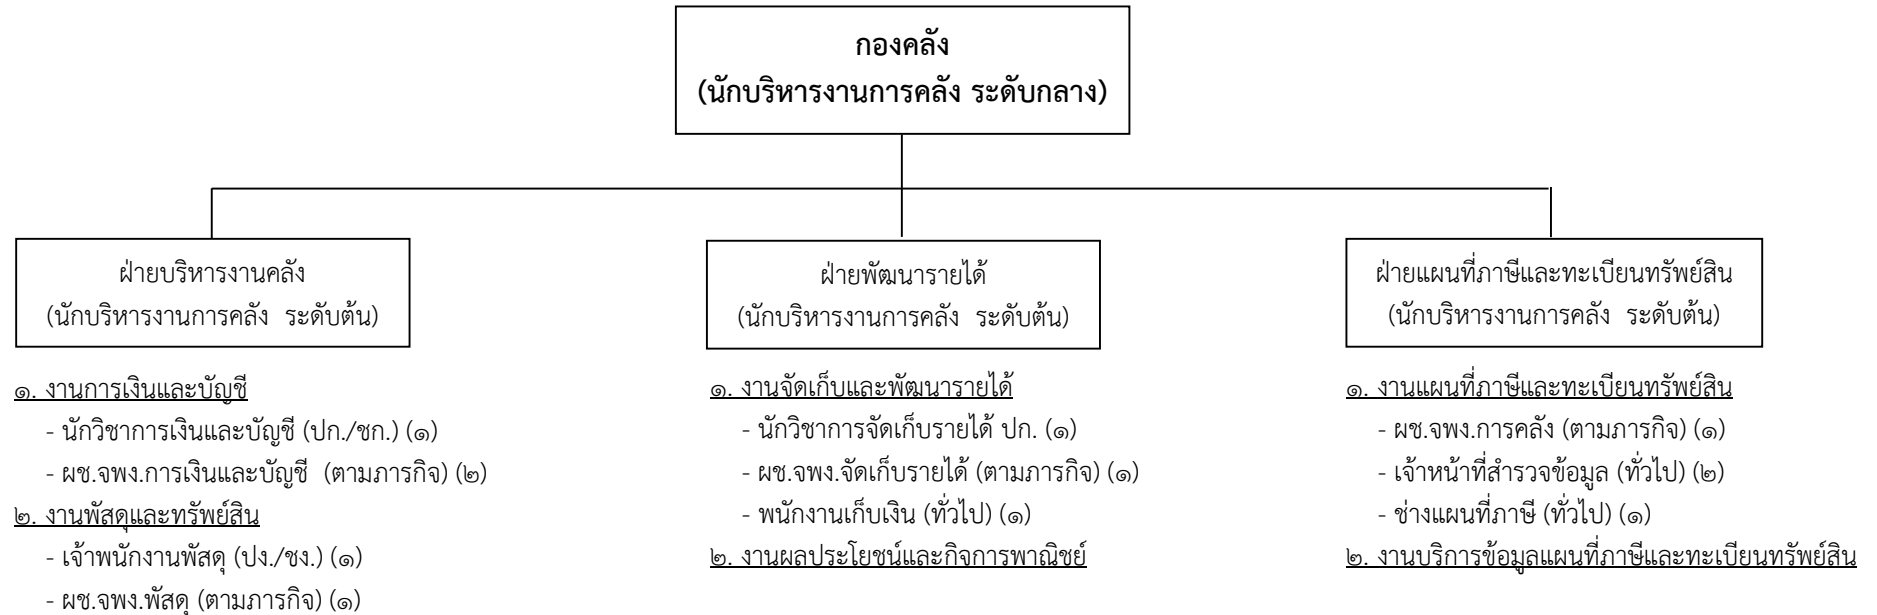 กองคลัง
(นักบริหารงานการคลัง ระดับกลาง)
ฝ่ายบริหารงานคลัง
(นักบริหารงานการคลัง ระดับต้น)
๑. งานการเงินและบัญชี
- นักวิชาการเงินและบัญชี (ปก./ชก.) (๑)
- ผช.จพง.การเงินและบัญชี (ตามภารกิจ) (๒)
๒. งานพัสดุและทรัพย์สิน
- เจ้าพนักงานพัสดุ (ปง./ชง.) (๑)
- ผช.จพง.พัสดุ (ตามภารกิจ) (๑)
ฝ่ายพัฒนารายได้
(นักบริหารงานการคลัง ระดับต้น)
๑. งานจัดเก็บและพัฒนารายได้
- นักวิชาการจัดเก็บรายได้ ปก. (๑)
- ผช.จพง.จัดเก็บรายได้ (ตามภารกิจ) (๑)
- พนักงานเก็บเงิน (ทั่วไป) (๑)
๒. งานผลประโยชน์และกิจการพาณิชย์
ฝ่ายแผนที่ภาษีและทะเบียนทรัพย์สิน
(นักบริหารงานการคลัง ระดับต้น)
๑. งานแผนที่ภาษีและทะเบียนทรัพย์สิน
- ผช.จพง.การคลัง (ตามภารกิจ) (๑)
- เจ้าหน้าที่สำรวจข้อมูล (ทั่วไป) (๒)
- ช่างแผนที่ภาษี (ทั่วไป) (๑)
๒. งานบริการข้อมูลแผนที่ภาษีและทะเบียนทรัพย์สิน